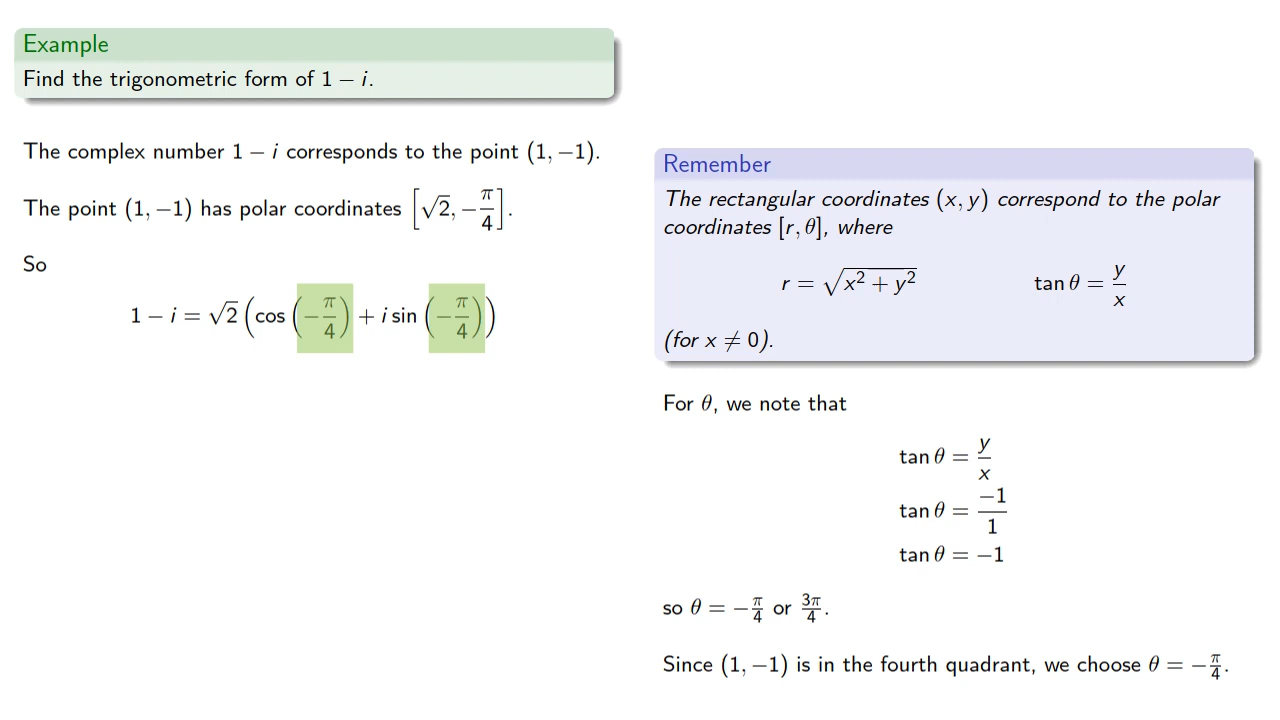 Example
Find the trigonometric form of 1 − i.
The complex number 1 − i corresponds to the point (1, −1).
The point (1, −1) has polar coordinates [√2, −π/4].
So
1 − i = √2 (cos (−π/4) + i sin (−π/4))
Remember
The rectangular coordinates (x, y) correspond to the polar
coordinates [r, θ], where
r = √(x² + y²) tan θ = y/x
(for x ≠ 0).
For θ, we note that
tan θ = y/x
tan θ = −1/1
tan θ = −1
so θ = −π/4 or 3π/4.
Since (1, −1) is in the fourth quadrant, we choose θ = −π/4.